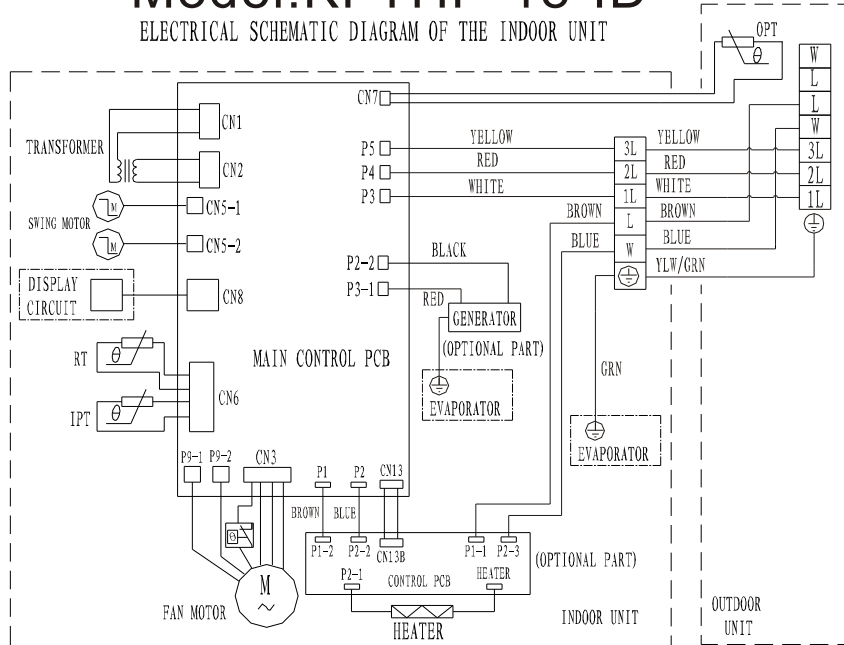 ELECTRICAL SCHEMATIC DIAGRAM OF THE INDOOR UNIT
OPT
θ
W
L
L
W
3L
2L
1L
CN7
CN1
TRANSFORMER
CN2
P5
YELLOW
3L
YELLOW
P4
RED
2L
RED
P3
WHITE
1L
WHITE
M
CN5-1
BROWN
L
BROWN
SWING MOTOR
M
CN5-2
BLUE
W
BLUE
P2-2
BLACK
YLW/GRN
DISPLAY
CIRCUIT
CN8
P3-1
RED
GENERATOR
(OPTIONAL PART)
RT
θ
MAIN CONTROL PCB
CN6
IPT
θ
EVAPORATOR
GRN
EVAPORATOR
P9-1
P9-2
CN3
P1
P2
CN13
BROWN
BLUE
θ
P1-2
P2-2
CN13B
P1-1
P2-3
(OPTIONAL PART)
P2-1
CONTROL PCB
HEATER
M
~
FAN MOTOR
HEATER
INDOOR UNIT
OUTDOOR
UNIT